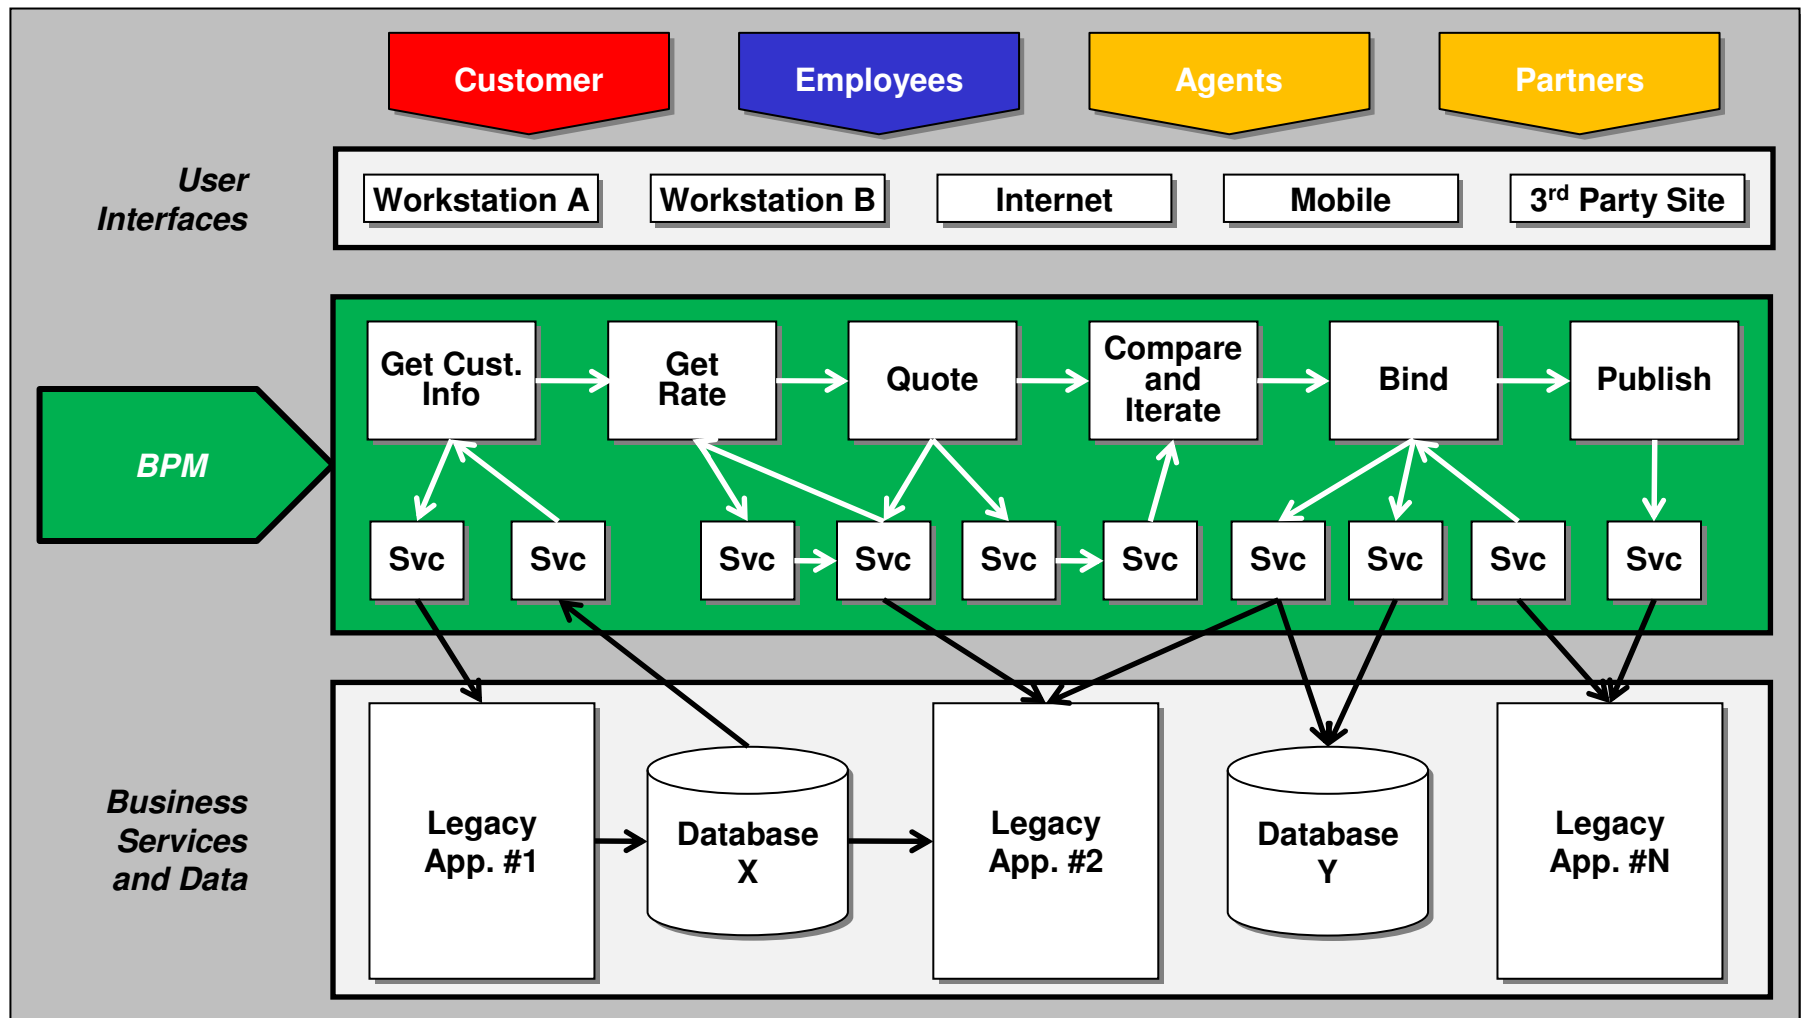 Customer
Employees
Agents
Partners
User
Interfaces
Workstation A
Workstation B
Internet
Mobile
3rd Party Site
BPM
Get Cust.
Info
Get
Rate
Quote
Compare
and
Iterate
Bind
Publish
Svc
Svc
Svc
Svc
Svc
Svc
Svc
Svc
Svc
Svc
Business
Services
and Data
Legacy
App. #1
Database
X
Legacy
App. #2
Database
Y
Legacy
App. #N